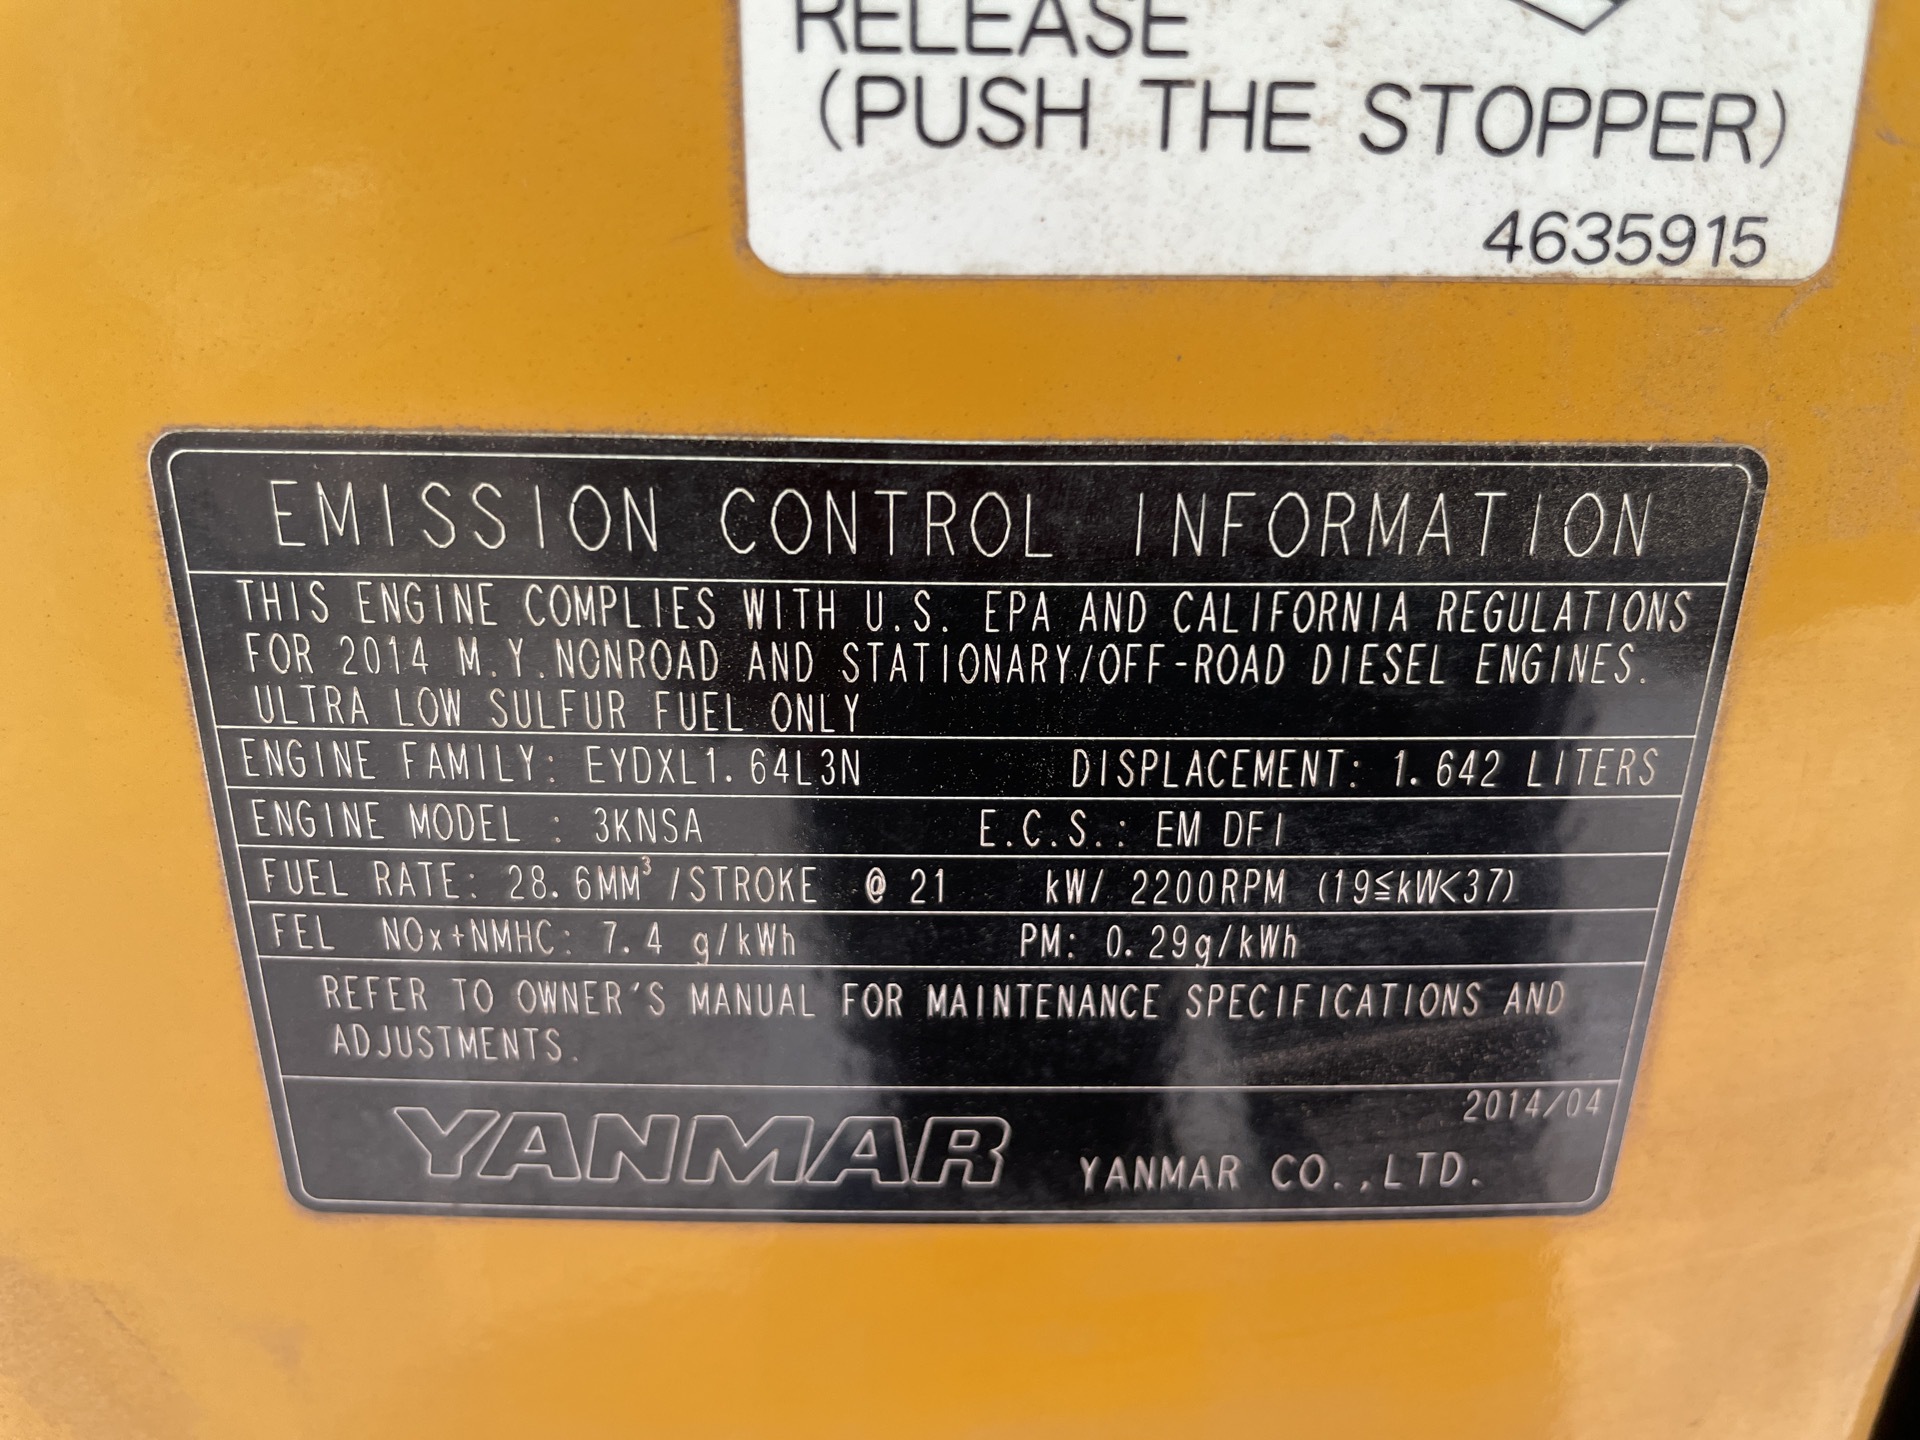 RELEASE
(PUSH THE STOPPER)
4635915
EMISSION CONTROL INFORMATION
THIS ENGINE COMPLIES WITH U.S. EPA AND CALIFORNIA REGULATIONS
FOR 2014 M.Y.NONROAD AND STATIONARY/OFF-ROAD DIESEL ENGINES.
ULTRA LOW SULFUR FUEL ONLY
ENGINE FAMILY: EYDXL1.64L3N DISPLACEMENT: 1.642 LITERS
ENGINE MODEL : 3KNSA E.C.S.: EM DFI
FUEL RATE: 28.6MM³/STROKE @ 21 kW/ 2200RPM (19≦kW<37)
FEL NOx+NMHC: 7.4 g/kWh PM: 0.29g/kWh
REFER TO OWNER'S MANUAL FOR MAINTENANCE SPECIFICATIONS AND
ADJUSTMENTS.
2014/04
YANMAR YANMAR CO.,LTD.